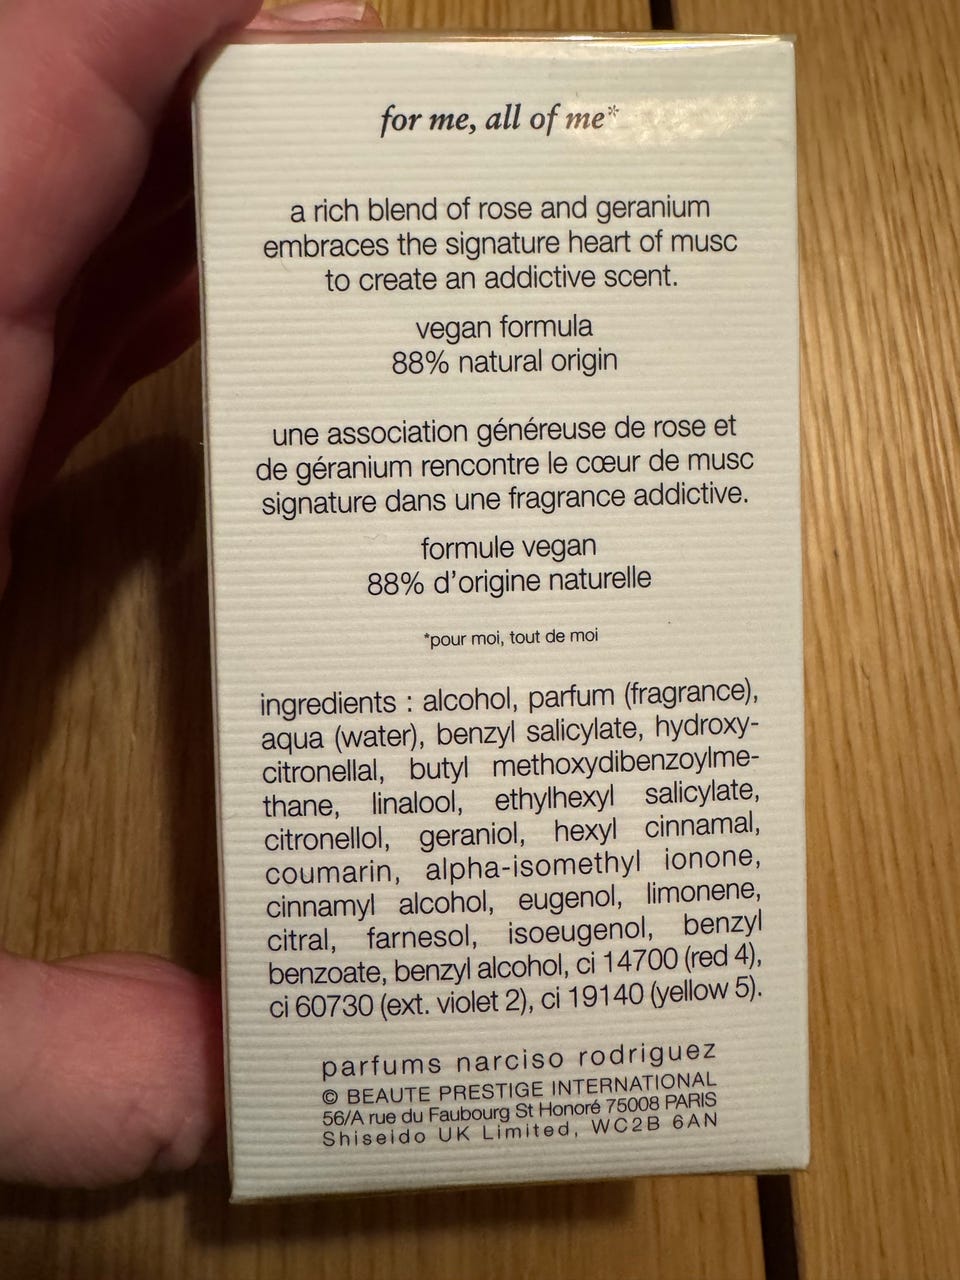 for me, all of me*
a rich blend of rose and geranium
embraces the signature heart of musc
to create an addictive scent.
vegan formula
88% natural origin
une association généreuse de rose et
de géranium rencontre le cœur de musc
signature dans une fragrance addictive.
formule vegan
88% d'origine naturelle
*pour moi, tout de moi
ingredients : alcohol, parfum (fragrance),
aqua (water), benzyl salicylate, hydroxy-
citronellal, butyl methoxydibenzoylme-
thane, linalool, ethylhexyl salicylate,
citronellol, geraniol, hexyl cinnamal,
coumarin, alpha-isomethyl ionone,
cinnamyl alcohol, eugenol, limonene,
citral, farnesol, isoeugenol, benzyl
benzoate, benzyl alcohol, ci 14700 (red 4),
ci 60730 (ext. violet 2), ci 19140 (yellow 5).
parfums narciso rodriguez
© BEAUTE PRESTIGE INTERNATIONAL
56/A rue du Faubourg St Honoré 75008 PARIS
Shiseido UK Limited, WC2B 6AN